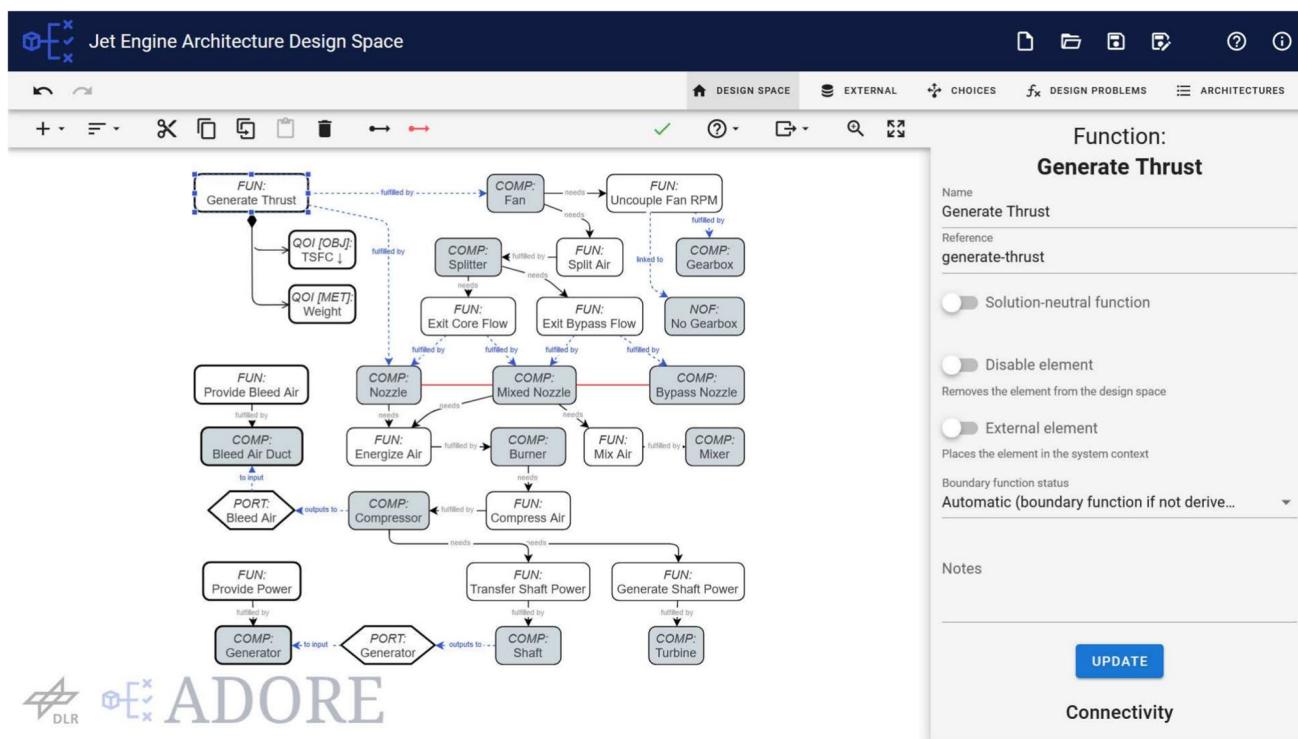 Jet Engine Architecture Design Space
DESIGN SPACE
EXTERNAL
CHOICES
DESIGN PROBLEMS
ARCHITECTURES
FUN:
Generate Thrust
fulfilled by
COMP:
Fan
needs
FUN:
Uncouple Fan RPM
needs
fulfilled by
QOI [OBJ]:
TSFC ↓
fulfilled by
COMP:
Splitter
fulfilled by
FUN:
Split Air
linked to
COMP:
Gearbox
needs
needs
QOI [MET]:
Weight
FUN:
Exit Core Flow
FUN:
Exit Bypass Flow
NOF:
No Gearbox
fulfilled by
fulfilled by
fulfilled by
fulfilled by
FUN:
Provide Bleed Air
COMP:
Nozzle
COMP:
Mixed Nozzle
COMP:
Bypass Nozzle
fulfilled by
needs
needs
needs
COMP:
Bleed Air Duct
FUN:
Energize Air
fulfilled by
COMP:
Burner
FUN:
Mix Air
fulfilled by
COMP:
Mixer
to input
needs
PORT:
Bleed Air
outputs to
COMP:
Compressor
fulfilled by
FUN:
Compress Air
needs
needs
FUN:
Provide Power
FUN:
Transfer Shaft Power
FUN:
Generate Shaft Power
fulfilled by
fulfilled by
fulfilled by
COMP:
Generator
to input
PORT:
Generator
outputs to
COMP:
Shaft
COMP:
Turbine
DLR
ADORE
Function:
Generate Thrust
Name
Generate Thrust
Reference
generate-thrust
Solution-neutral function
Disable element
Removes the element from the design space
External element
Places the element in the system context
Boundary function status
Automatic (boundary function if not derive...
Notes
UPDATE
Connectivity